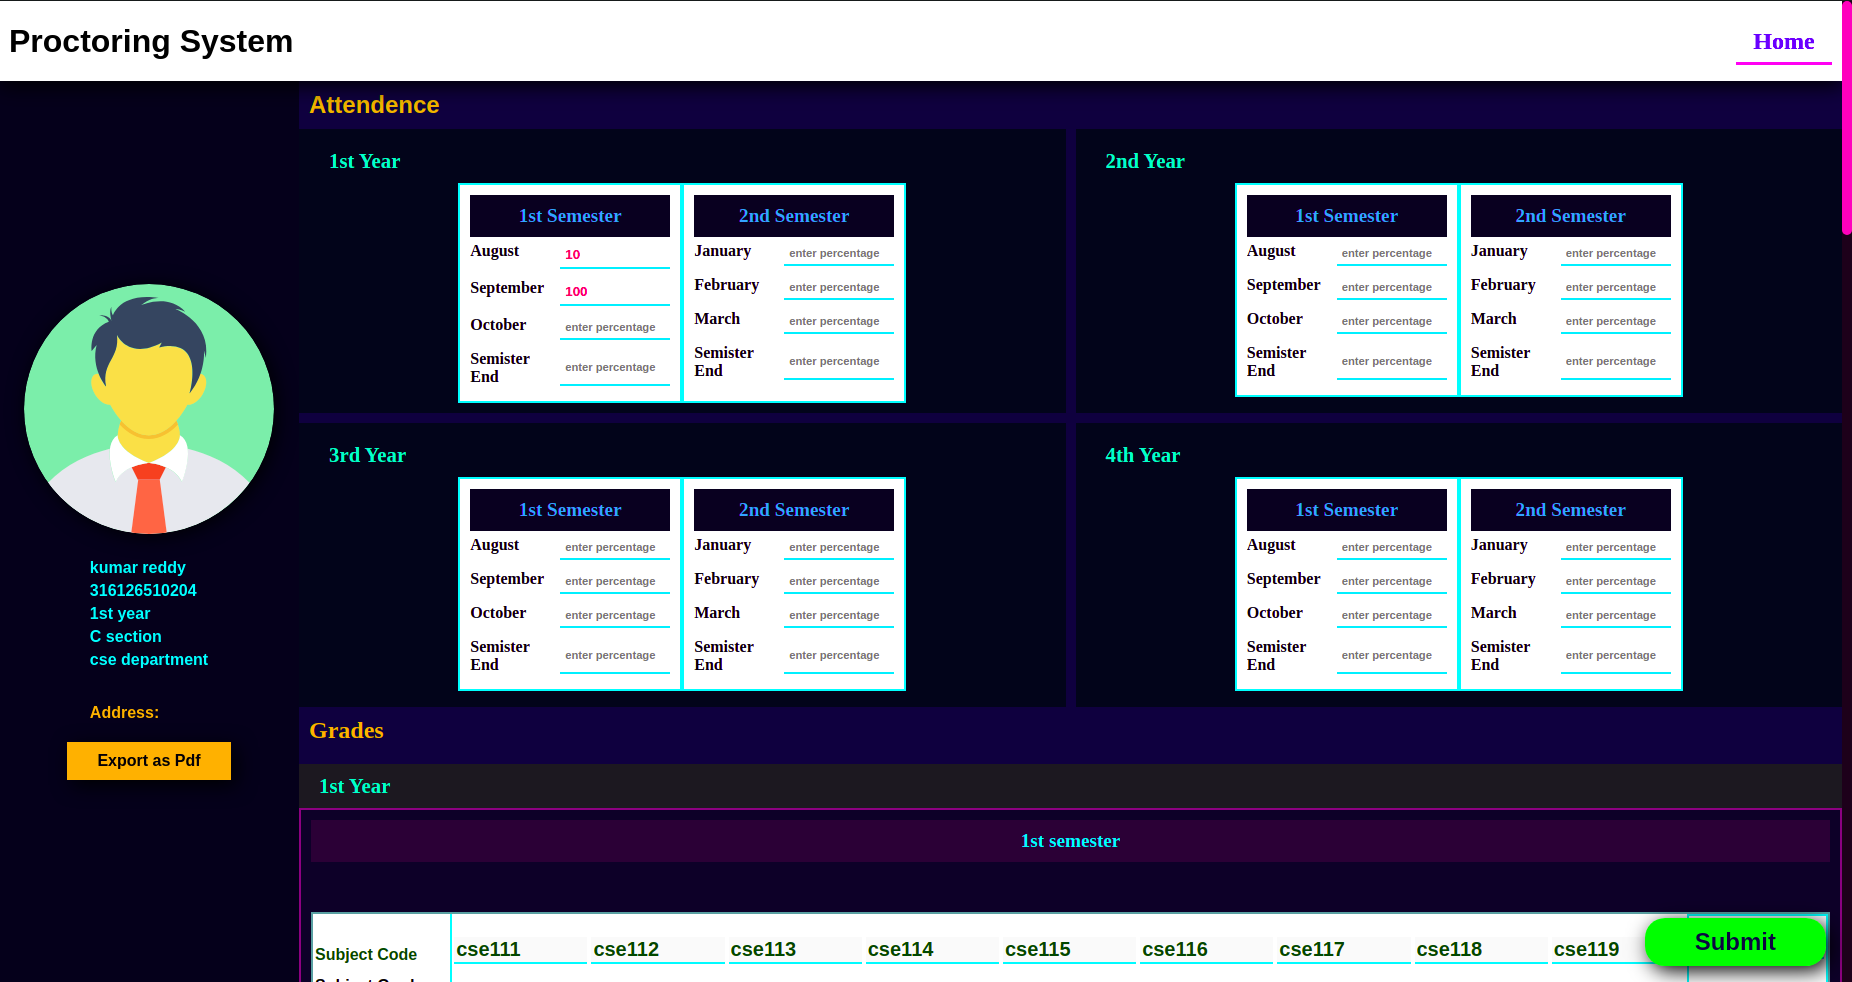 Proctoring System
Home
Attendence
1st Year
1st Semester
2nd Semester
August 10
January enter percentage
September 100
February enter percentage
October enter percentage
March enter percentage
Semister
End enter percentage
Semister
End enter percentage
2nd Year
1st Semester
2nd Semester
August enter percentage
January enter percentage
September enter percentage
February enter percentage
October enter percentage
March enter percentage
Semister
End enter percentage
Semister
End enter percentage
3rd Year
1st Semester
2nd Semester
August enter percentage
January enter percentage
September enter percentage
February enter percentage
October enter percentage
March enter percentage
Semister
End enter percentage
Semister
End enter percentage
4th Year
1st Semester
2nd Semester
August enter percentage
January enter percentage
September enter percentage
February enter percentage
October enter percentage
March enter percentage
Semister
End enter percentage
Semister
End enter percentage
kumar reddy
316126510204
1st year
C section
cse department
Address:
Export as Pdf
Grades
1st Year
1st semester
Subject Code cse111 cse112 cse113 cse114 cse115 cse116 cse117 cse118 cse119
Submit